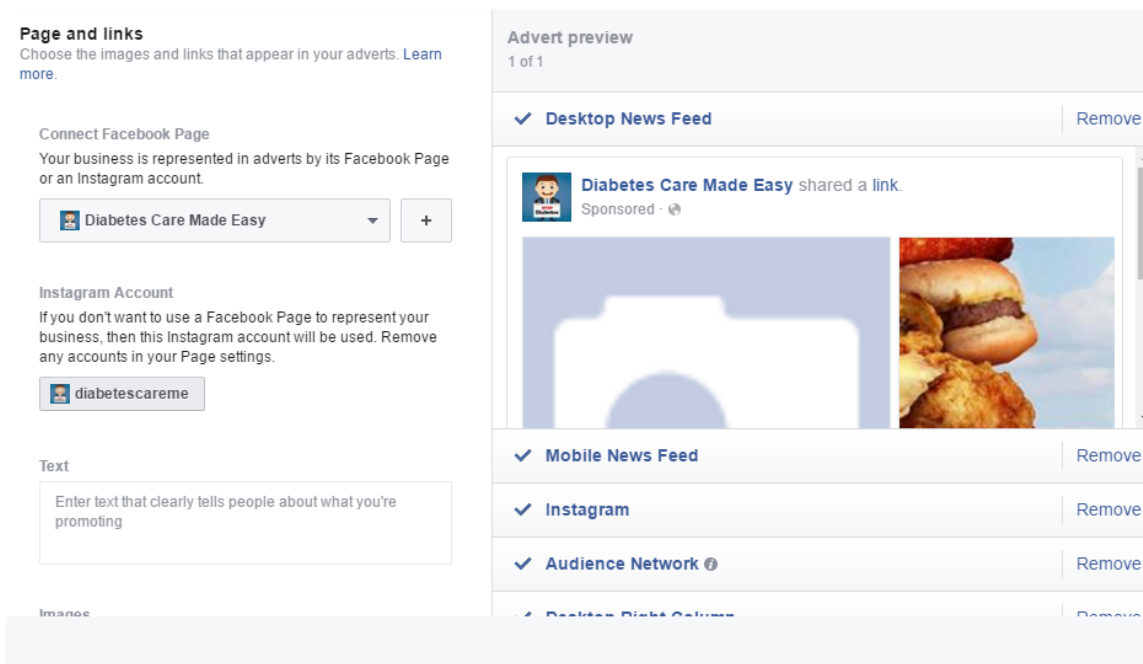 Page and links
Choose the images and links that appear in your adverts. Learn
more.
Connect Facebook Page
Your business is represented in adverts by its Facebook Page
or an Instagram account.
Diabetes Care Made Easy
+
Instagram Account
If you don't want to use a Facebook Page to represent your
business, then this Instagram account will be used. Remove
any accounts in your Page settings.
diabetescareme
Text
Enter text that clearly tells people about what you're
promoting
Images
Advert preview
1 of 1
Desktop News Feed
Remove
Diabetes Care Made Easy shared a link.
Sponsored ·
Mobile News Feed
Remove
Instagram
Remove
Audience Network
Remove
Desktop Right Column
Remove